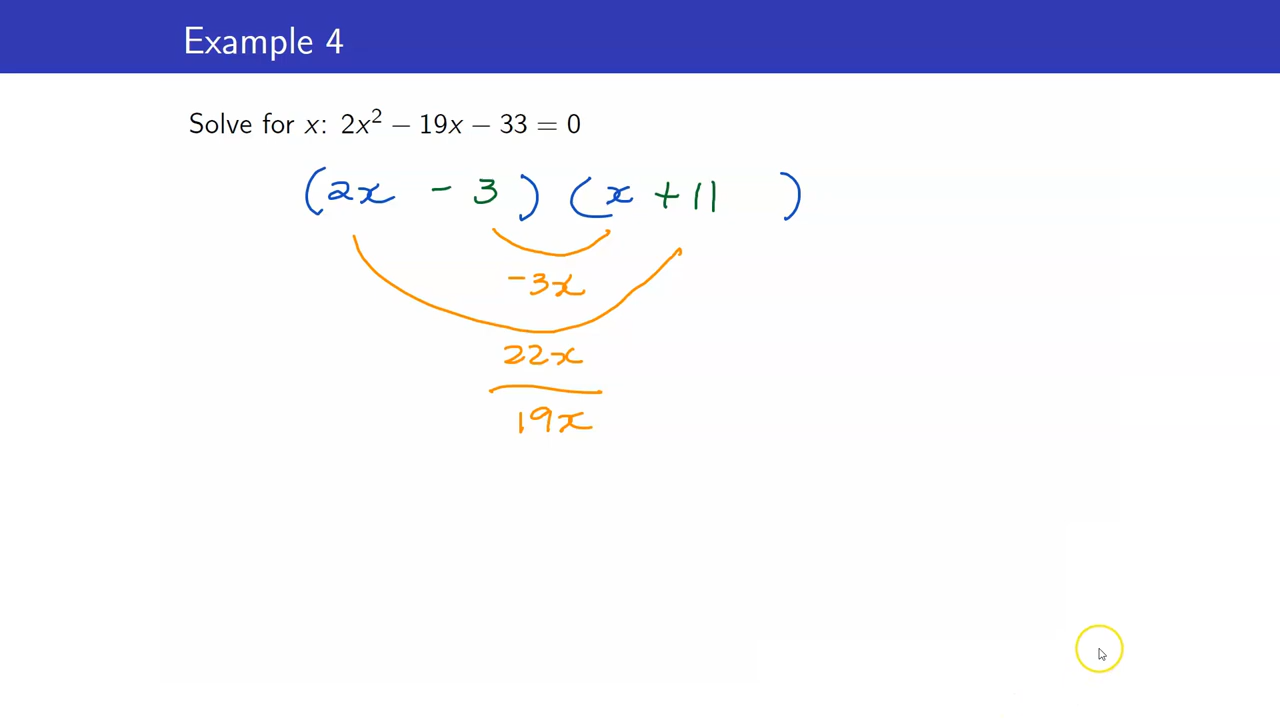 Example 4
Solve for x: 2x² − 19x − 33 = 0
(2x - 3) (x + 11 )
-3x
22x
19x